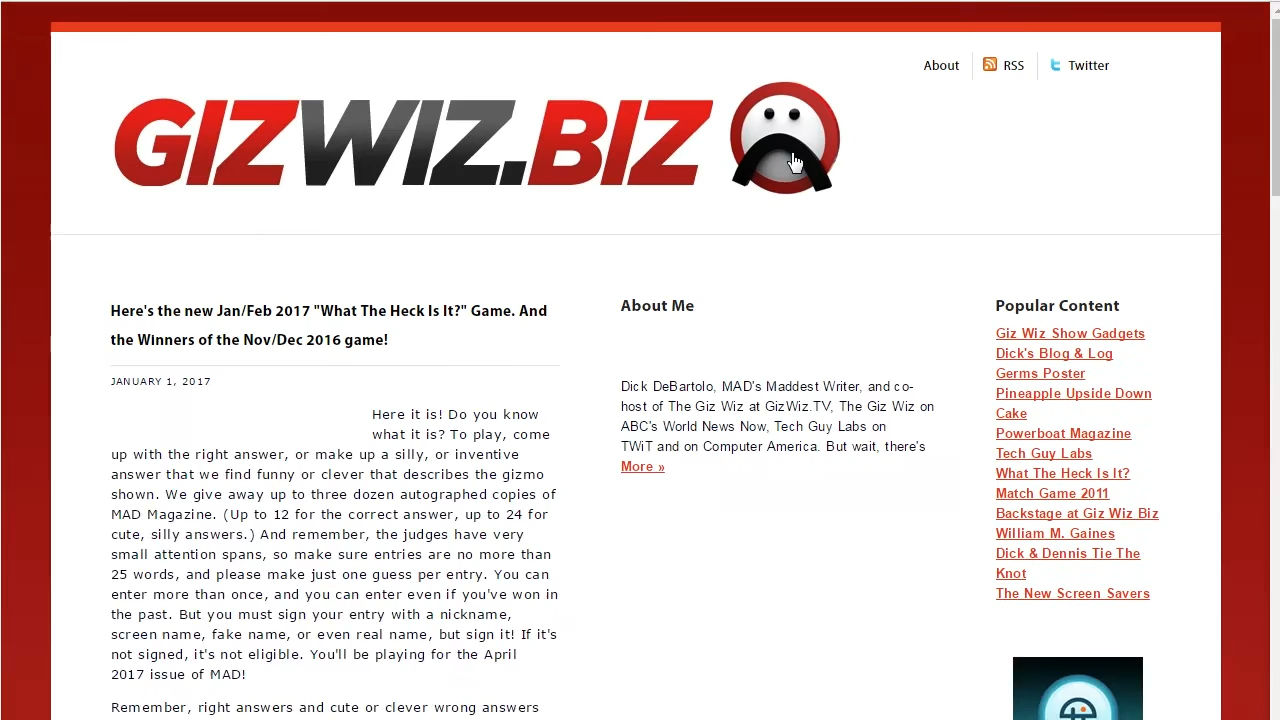 About
RSS
Twitter
GIZWIZ.BIZ
Here's the new Jan/Feb 2017 "What The Heck Is It?" Game. And
the Winners of the Nov/Dec 2016 game!
JANUARY 1, 2017
Here it is! Do you know
what it is? To play, come
up with the right answer, or make up a silly, or inventive
answer that we find funny or clever that describes the gizmo
shown. We give away up to three dozen autographed copies of
MAD Magazine. (Up to 12 for the correct answer, up to 24 for
cute, silly answers.) And remember, the judges have very
small attention spans, so make sure entries are no more than
25 words, and please make just one guess per entry. You can
enter more than once, and you can enter even if you've won in
the past. But you must sign your entry with a nickname,
screen name, fake name, or even real name, but sign it! If it's
not signed, it's not eligible. You'll be playing for the April
2017 issue of MAD!
Remember, right answers and cute or clever wrong answers
About Me
Dick DeBartolo, MAD's Maddest Writer, and co-
host of The Giz Wiz at GizWiz.TV, The Giz Wiz on
ABC's World News Now, Tech Guy Labs on
TWiT and on Computer America. But wait, there's
More »
Popular Content
Giz Wiz Show Gadgets
Dick's Blog & Log
Germs Poster
Pineapple Upside Down
Cake
Powerboat Magazine
Tech Guy Labs
What The Heck Is It?
Match Game 2011
Backstage at Giz Wiz Biz
William M. Gaines
Dick & Dennis Tie The
Knot
The New Screen Savers